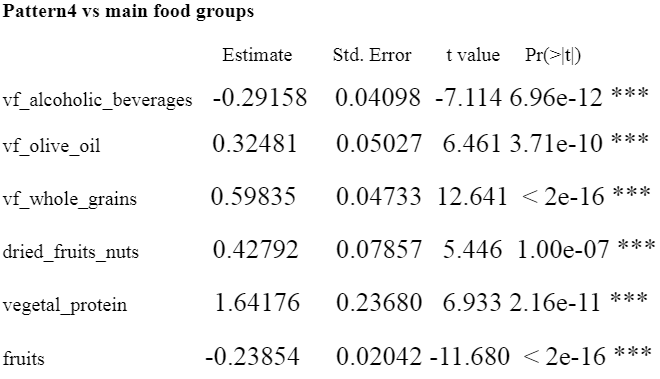 Pattern4 vs main food groups
Estimate Std. Error t value Pr(>|t|)
vf_alcoholic_beverages -0.29158 0.04098 -7.114 6.96e-12 ***
vf_olive_oil 0.32481 0.05027 6.461 3.71e-10 ***
vf_whole_grains 0.59835 0.04733 12.641 < 2e-16 ***
dried_fruits_nuts 0.42792 0.07857 5.446 1.00e-07 ***
vegetal_protein 1.64176 0.23680 6.933 2.16e-11 ***
fruits -0.23854 0.02042 -11.680 < 2e-16 ***